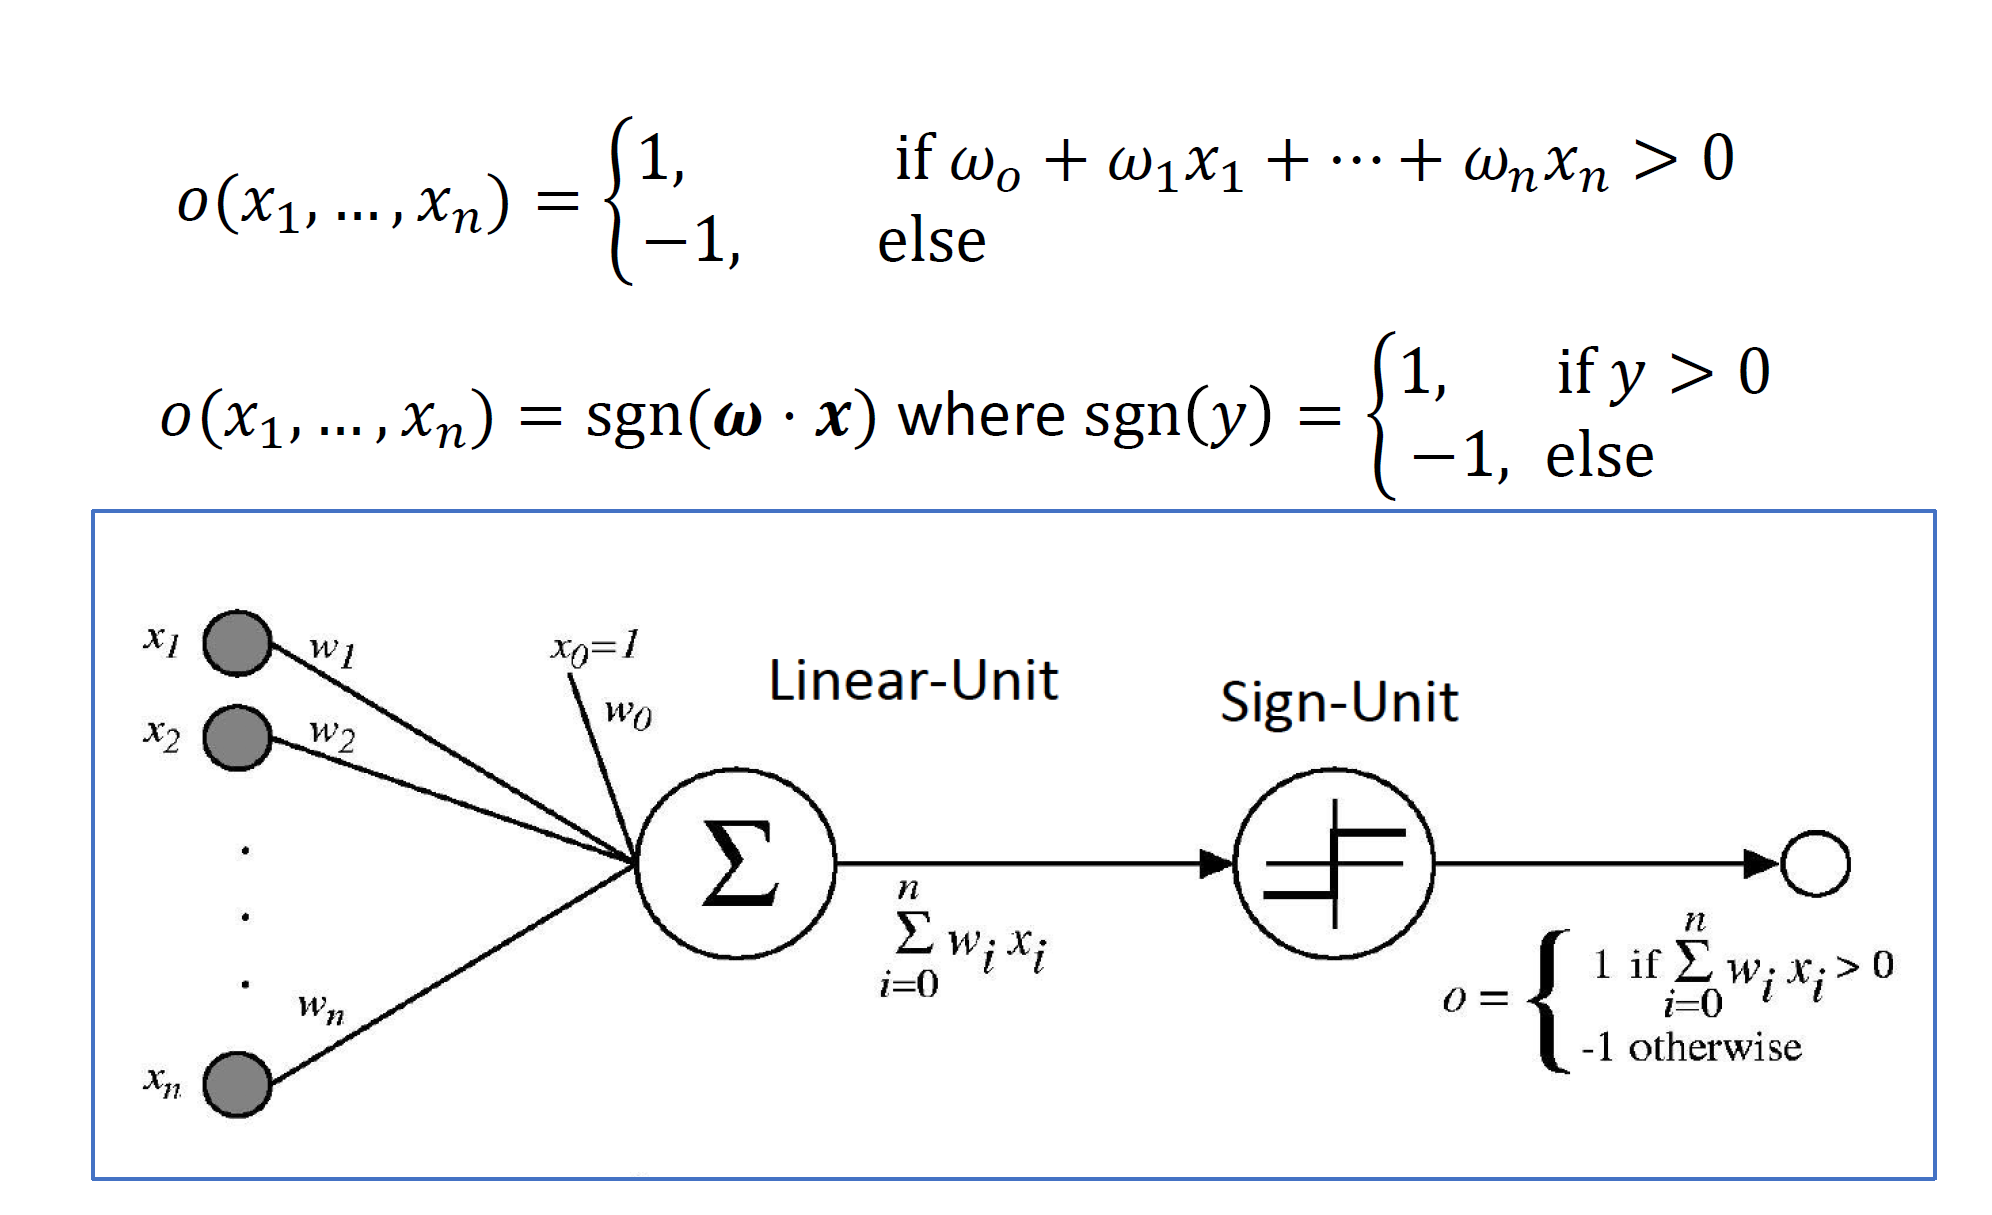 o(x₁, … , xₙ) = { 1, if ωₒ + ω₁x₁ + ⋯ + ωₙxₙ > 0
−1, else
o(x₁, … , xₙ) = sgn(𝝎 · 𝒙) where sgn(y) = { 1, if y > 0
−1, else
x₁ w₁ x₀=1
Linear-Unit
Sign-Unit
x₂ w₂ w₀
Σ
.
.
.
n
Σ wᵢ xᵢ
i=0
wₙ
xₙ
n
o = { 1 if Σ wᵢ xᵢ > 0
i=0
-1 otherwise